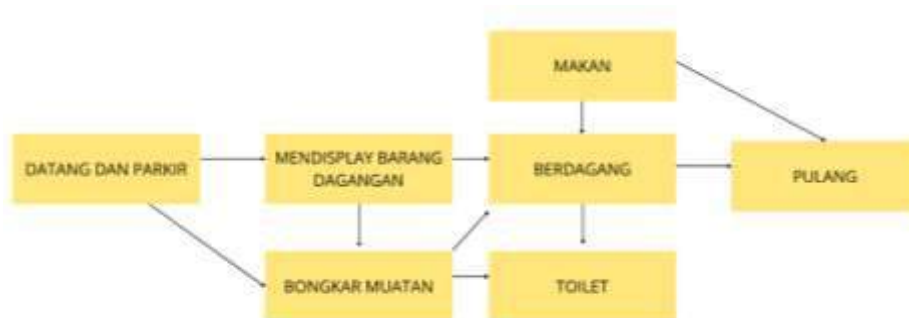 MAKAN
DATANG DAN PARKIR
MENDISPLAY BARANG
DAGANGAN
BERDAGANG
PULANG
BONGKAR MUATAN
TOILET